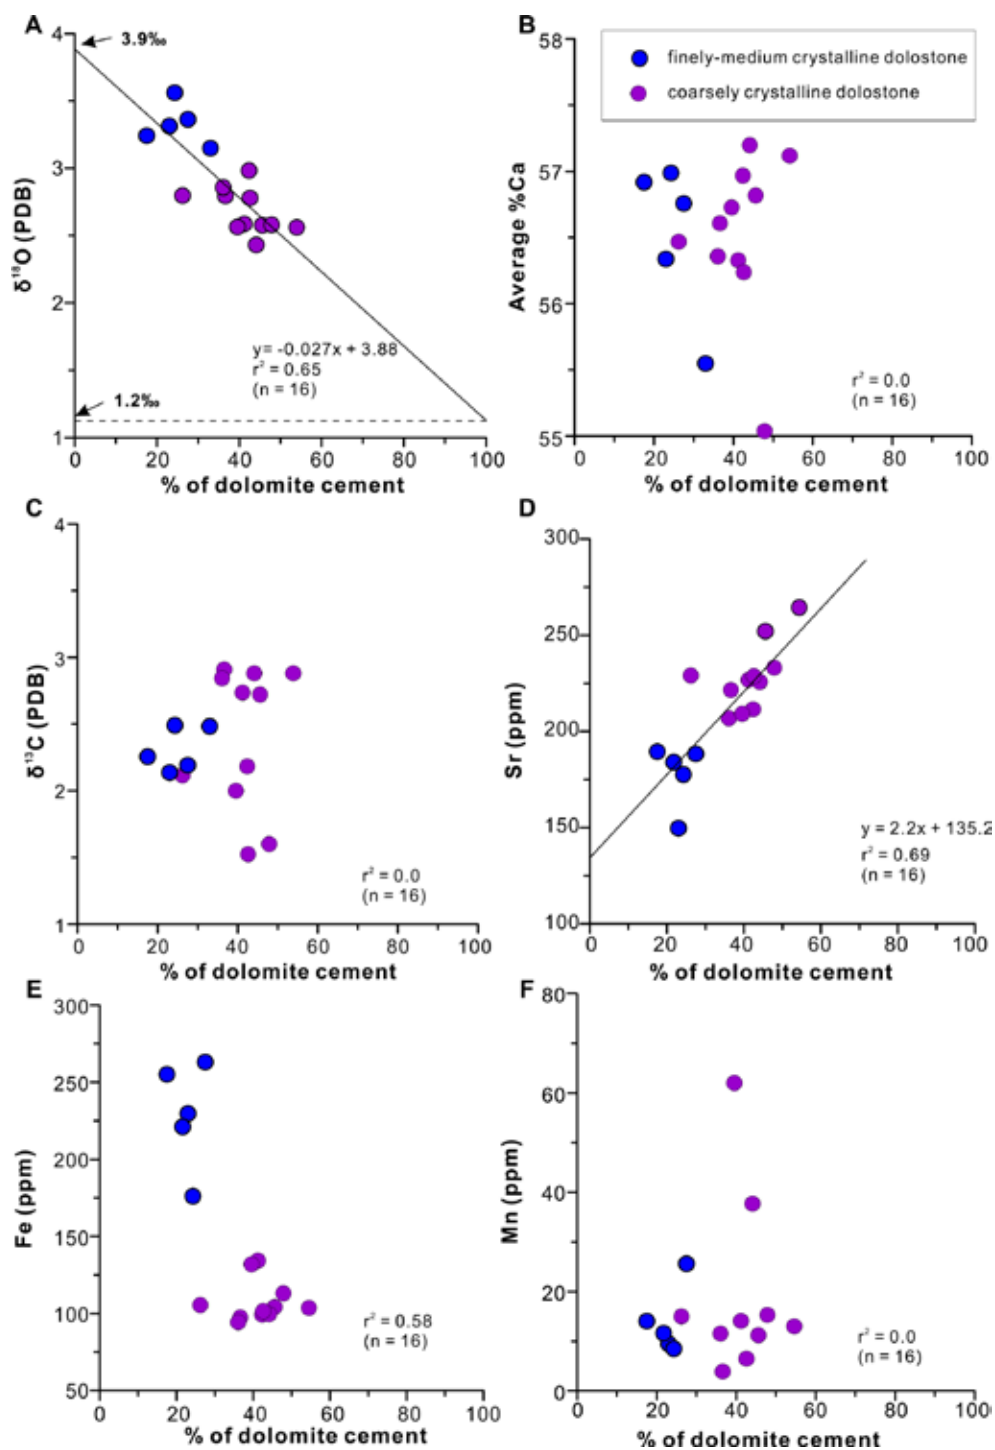 A
4
3.9‰
3
2
1
δ¹⁸O (PDB)
y= -0.027x + 3.88
r² = 0.65
(n = 16)
1.2‰
0 20 40 60 80 100
% of dolomite cement
B
58
57
56
55
Average %Ca
finely-medium crystalline dolostone
coarsely crystalline dolostone
r² = 0.0
(n = 16)
0 20 40 60 80 100
% of dolomite cement
C
4
3
2
1
δ¹³C (PDB)
r² = 0.0
(n = 16)
0 20 40 60 80 100
% of dolomite cement
D
300
250
200
150
100
Sr (ppm)
y = 2.2x + 135.2
r² = 0.69
(n = 16)
0 20 40 60 80 100
% of dolomite cement
E
300
250
200
150
100
50
Fe (ppm)
r² = 0.58
(n = 16)
0 20 40 60 80 100
% of dolomite cement
F
80
60
40
20
0
Mn (ppm)
r² = 0.0
(n = 16)
0 20 40 60 80 100
% of dolomite cement